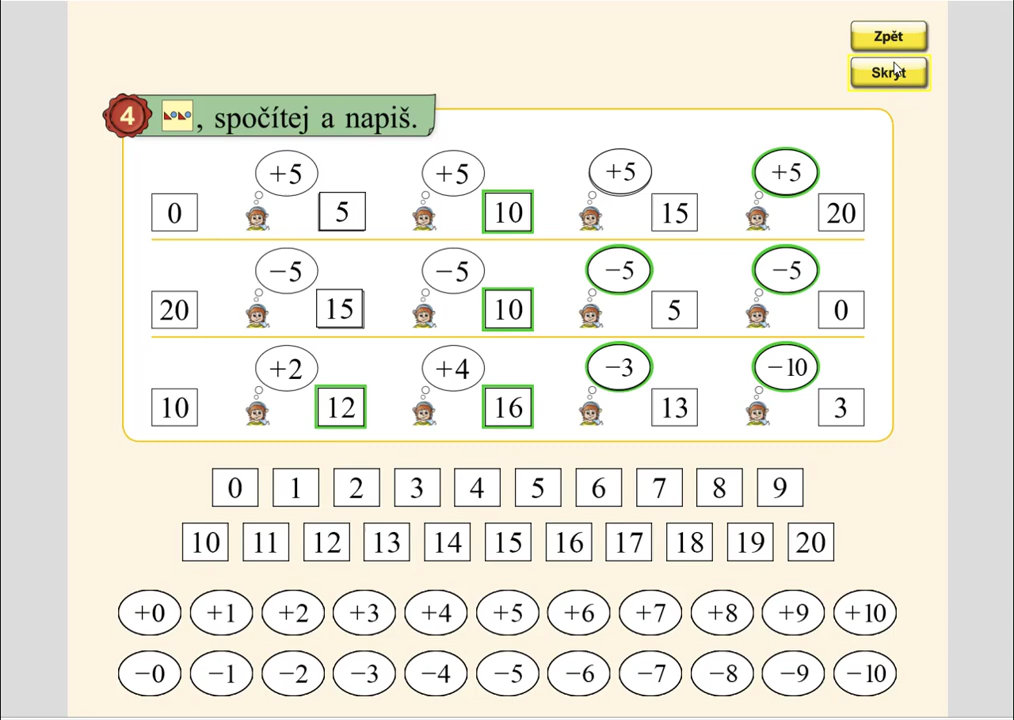 Zpět
Skrýt
4 , spočítej a napiš.
+5 +5 +5 +5
0 5 10 15 20
−5 −5 −5 −5
20 15 10 5 0
+2 +4 −3 −10
10 12 16 13 3
0 1 2 3 4 5 6 7 8 9
10 11 12 13 14 15 16 17 18 19 20
+0 +1 +2 +3 +4 +5 +6 +7 +8 +9 +10
−0 −1 −2 −3 −4 −5 −6 −7 −8 −9 −10